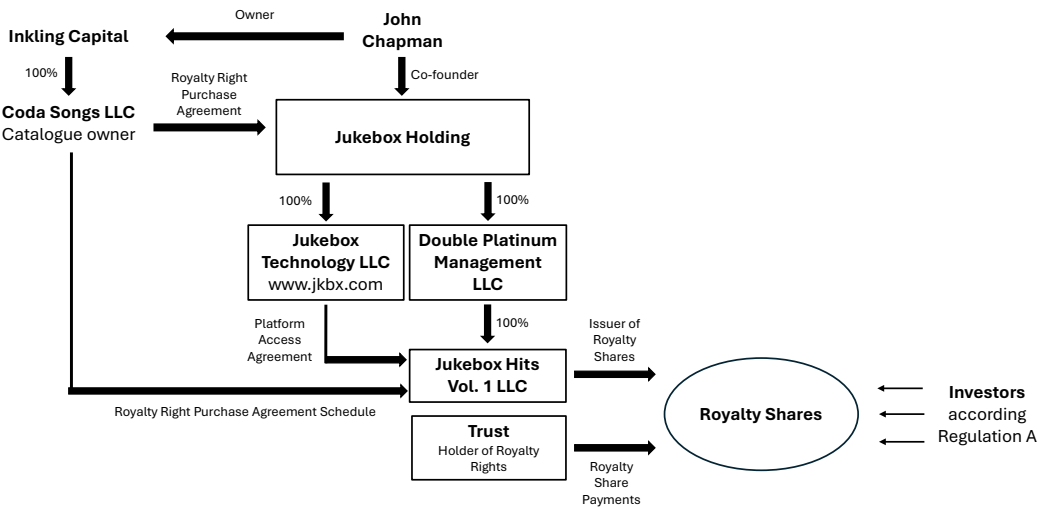 Owner
John
Chapman
Inkling Capital
100%
Co-founder
Royalty Right
Purchase
Agreement
Coda Songs LLC
Catalogue owner
Jukebox Holding
100%
100%
Jukebox
Technology LLC
www.jkbx.com
Double Platinum
Management
LLC
Platform
Access
Agreement
100%
Issuer of
Royalty
Shares
Jukebox Hits
Vol. 1 LLC
Royalty Right Purchase Agreement Schedule
Royalty Shares
Investors
according
Regulation A
Trust
Holder of Royalty
Rights
Royalty
Share
Payments